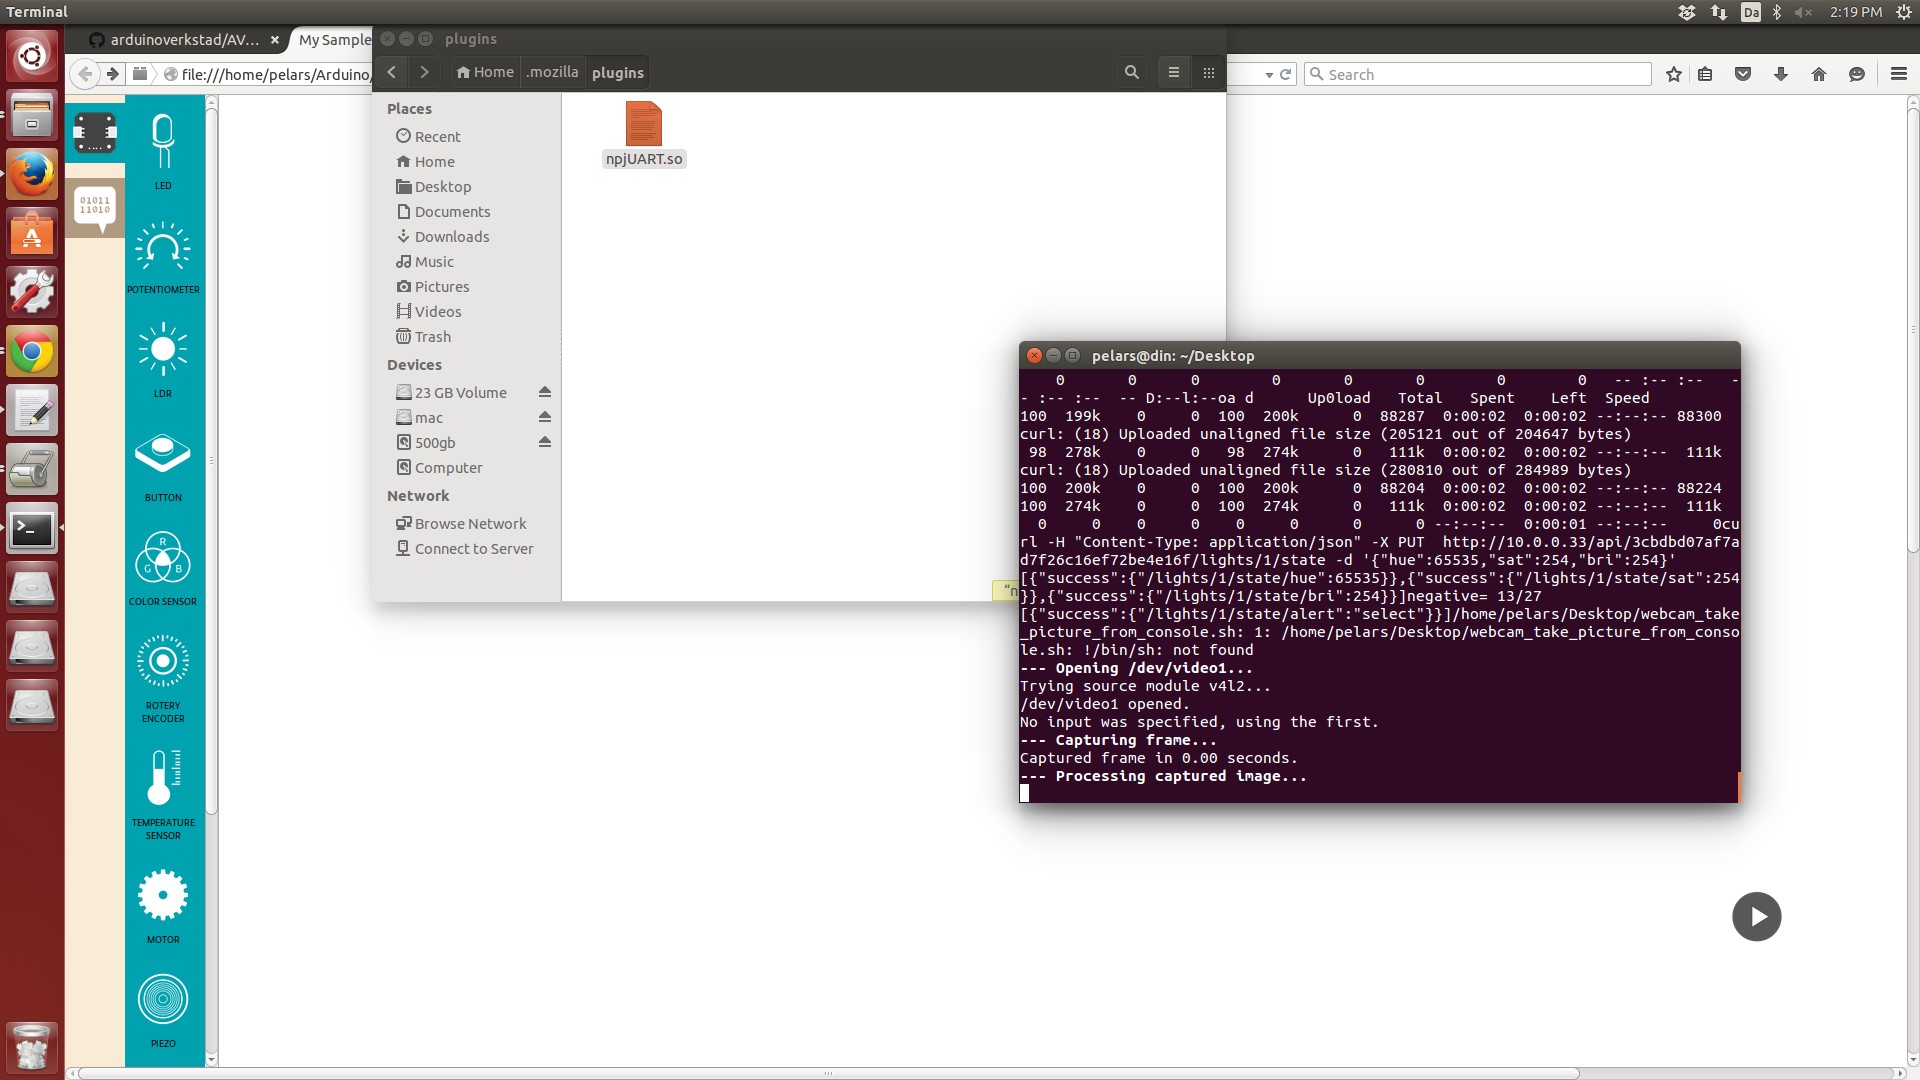 Terminal
Da
2:19 PM
arduinoverkstad/AV...
My Sample
plugins
file:///home/pelars/Arduino/
Home
.mozilla
plugins
Search
Places
Recent
Home
Desktop
Documents
Downloads
Music
Pictures
Videos
Trash
Devices
23 GB Volume
mac
500gb
Computer
Network
Browse Network
Connect to Server
npjUART.so
“n
01011
11010
LED
POTENTIOMETER
LDR
BUTTON
R
G B
COLOR SENSOR
ROTERY
ENCODER
TEMPERATURE
SENSOR
MOTOR
PIEZO
pelars@din: ~/Desktop
0 0 0 0 0 0 0 0 -- :-- :-- -
- :-- :-- -- D:--l:--oa d Up0load Total Spent Left Speed
100 199k 0 0 100 200k 0 88287 0:00:02 0:00:02 --:--:-- 88300
curl: (18) Uploaded unaligned file size (205121 out of 204647 bytes)
98 278k 0 0 98 274k 0 111k 0:00:02 0:00:02 --:--:-- 111k
curl: (18) Uploaded unaligned file size (280810 out of 284989 bytes)
100 200k 0 0 100 200k 0 88204 0:00:02 0:00:02 --:--:-- 88224
100 274k 0 0 100 274k 0 111k 0:00:02 0:00:02 --:--:-- 111k
0 0 0 0 0 0 0 0 --:--:-- 0:00:01 --:--:-- 0cu
rl -H "Content-Type: application/json" -X PUT http://10.0.0.33/api/3cbdbd07af7a
d7f26c16ef72be4e16f/lights/1/state -d '{"hue":65535,"sat":254,"bri":254}'
[{"success":{"/lights/1/state/hue":65535}},{"success":{"/lights/1/state/sat":254
}},{"success":{"/lights/1/state/bri":254}}]negative= 13/27
[{"success":{"/lights/1/state/alert":"select"}}]/home/pelars/Desktop/webcam_take
_picture_from_console.sh: 1: /home/pelars/Desktop/webcam_take_picture_from_conso
le.sh: !/bin/sh: not found
--- Opening /dev/video1...
Trying source module v4l2...
/dev/video1 opened.
No input was specified, using the first.
--- Capturing frame...
Captured frame in 0.00 seconds.
--- Processing captured image...